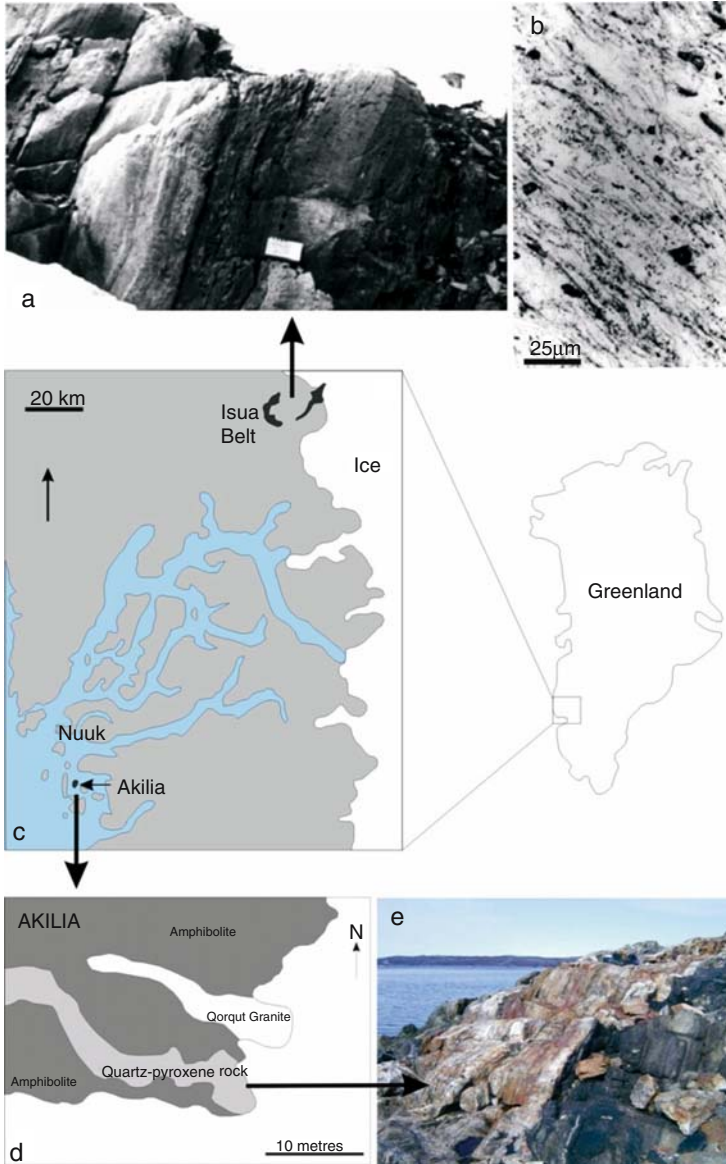 b
a
25μm
20 km
Isua
Belt
Ice
Greenland
Nuuk
Akilia
c
AKILIA
Amphibolite
N
Qorqut Granite
Quartz-pyroxene rock
Amphibolite
10 metres
d
e